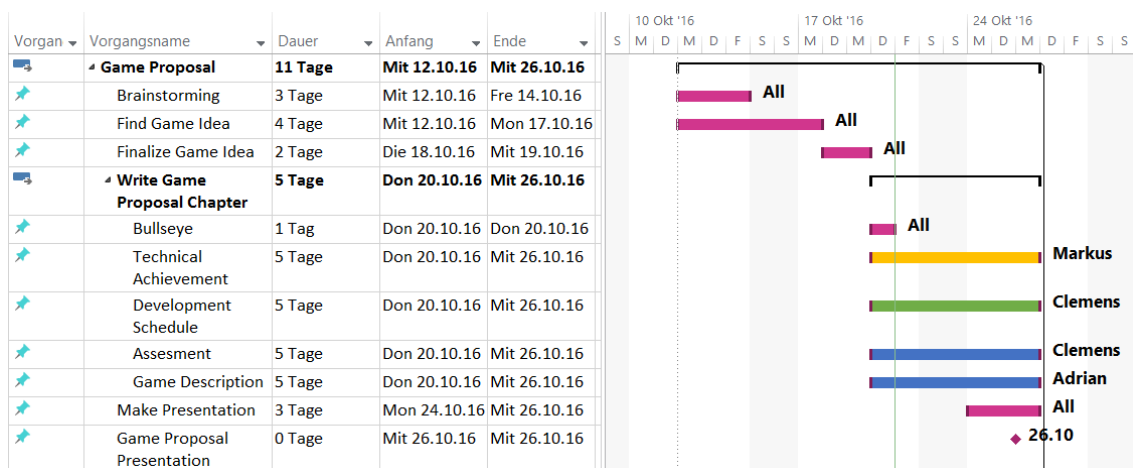 10 Okt '16 17 Okt '16 24 Okt '16
Vorgan Vorgangsname Dauer Anfang Ende S M D M D F S S M D M D F S S M D M D F S S
Game Proposal 11 Tage Mit 12.10.16 Mit 26.10.16
Brainstorming 3 Tage Mit 12.10.16 Fre 14.10.16 All
Find Game Idea 4 Tage Mit 12.10.16 Mon 17.10.16 All
Finalize Game Idea 2 Tage Die 18.10.16 Mit 19.10.16 All
Write Game 5 Tage Don 20.10.16 Mit 26.10.16
Proposal Chapter
Bullseye 1 Tag Don 20.10.16 Don 20.10.16 All
Technical 5 Tage Don 20.10.16 Mit 26.10.16 Markus
Achievement
Development 5 Tage Don 20.10.16 Mit 26.10.16 Clemens
Schedule
Assesment 5 Tage Don 20.10.16 Mit 26.10.16 Clemens
Game Description 5 Tage Don 20.10.16 Mit 26.10.16 Adrian
Make Presentation 3 Tage Mon 24.10.16 Mit 26.10.16 All
Game Proposal 0 Tage Mit 26.10.16 Mit 26.10.16 26.10
Presentation